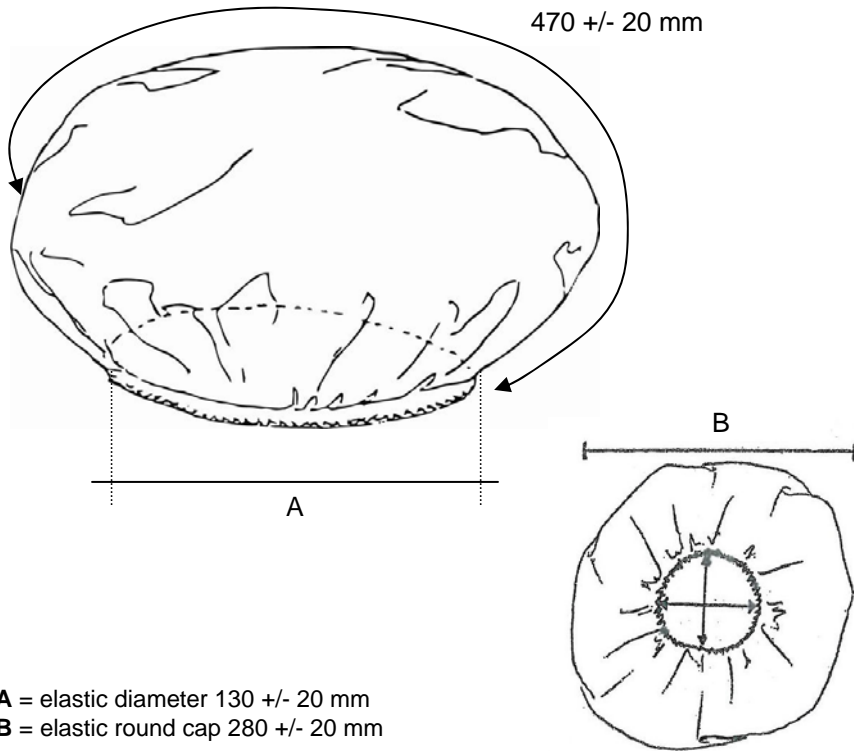 470 +/- 20 mm
B
A
A = elastic diameter 130 +/- 20 mm
B = elastic round cap 280 +/- 20 mm